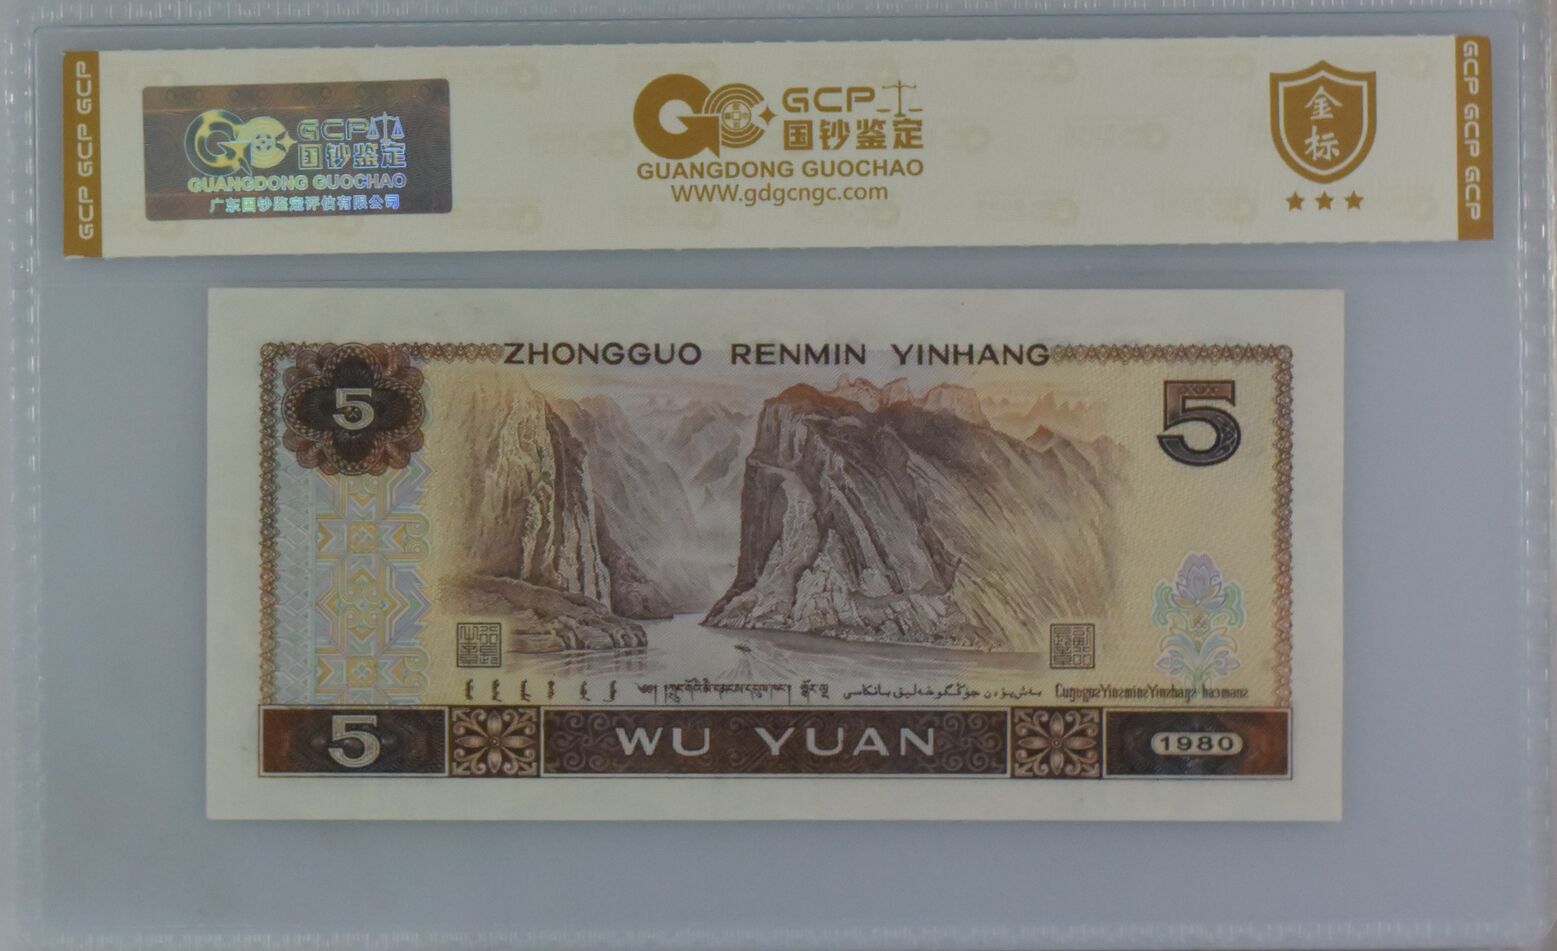 GCP GCP GCP
GCP
国钞鉴定
GUANGDONG GUOCHAO
广东国钞鉴定评估有限公司
GCP
国钞鉴定
GUANGDONG GUOCHAO
WWW.gdgcngc.com
金标
GCP GCP GCP
ZHONGGUO RENMIN YINHANG
5
5
5
WU YUAN
1980